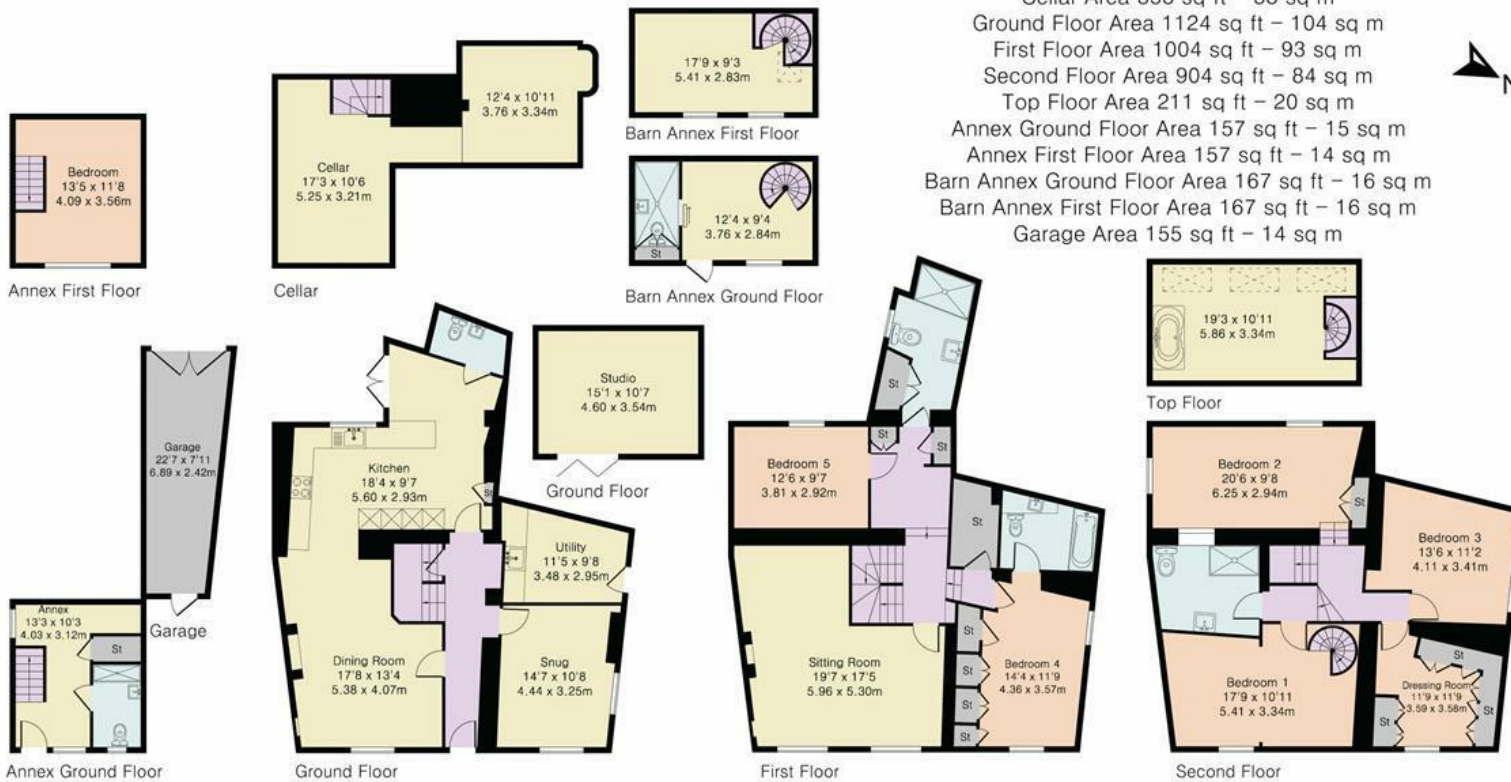 Ground Floor Area 1124 sq ft – 104 sq m
First Floor Area 1004 sq ft – 93 sq m
Second Floor Area 904 sq ft – 84 sq m
Top Floor Area 211 sq ft – 20 sq m
Annex Ground Floor Area 157 sq ft – 15 sq m
Annex First Floor Area 157 sq ft – 14 sq m
Barn Annex Ground Floor Area 167 sq ft – 16 sq m
Barn Annex First Floor Area 167 sq ft – 16 sq m
Garage Area 155 sq ft – 14 sq m
N
Bedroom
13'5 x 11'8
4.09 x 3.56m
Annex First Floor
12'4 x 10'11
3.76 x 3.34m
Cellar
17'3 x 10'6
5.25 x 3.21m
Cellar
17'9 x 9'3
5.41 x 2.83m
Barn Annex First Floor
12'4 x 9'4
3.76 x 2.84m
St
Barn Annex Ground Floor
19'3 x 10'11
5.86 x 3.34m
Top Floor
Garage
22'7 x 7'11
6.89 x 2.42m
Garage
Annex
13'3 x 10'3
4.03 x 3.12m
St
Annex Ground Floor
Kitchen
18'4 x 9'7
5.60 x 2.93m
St
Utility
11'5 x 9'8
3.48 x 2.95m
Dining Room
17'8 x 13'4
5.38 x 4.07m
Snug
14'7 x 10'8
4.44 x 3.25m
Ground Floor
Studio
15'1 x 10'7
4.60 x 3.54m
Ground Floor
St
St
St
Bedroom 5
12'6 x 9'7
3.81 x 2.92m
St
Sitting Room
19'7 x 17'5
5.96 x 5.30m
St
St
St
St
Bedroom 4
14'4 x 11'9
4.36 x 3.57m
First Floor
Bedroom 2
20'6 x 9'8
6.25 x 2.94m
St
Bedroom 3
13'6 x 11'2
4.11 x 3.41m
Bedroom 1
17'9 x 10'11
5.41 x 3.34m
St
Dressing Room
11'9 x 11'9
3.59 x 3.58m
St
St
Second Floor